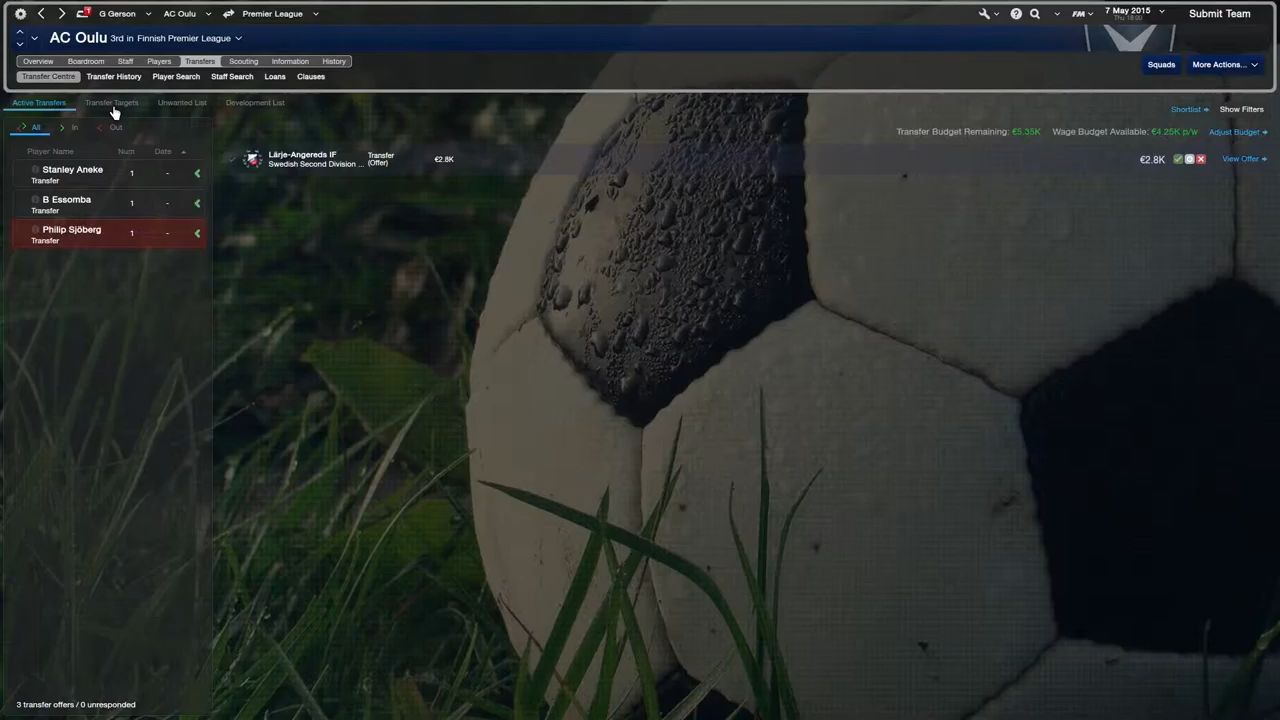 G Gerson AC Oulu Premier League FM 7 May 2015 Submit Team
Thu 18:00
AC Oulu 3rd in Finnish Premier League
Overview Boardroom Staff Players Transfers Scouting Information History
Squads More Actions...
Transfer Centre Transfer History Player Search Staff Search Loans Clauses
Active Transfers Transfer Targets Unwanted List Development List
Shortlist Show Filters
All In Out
Transfer Budget Remaining: €5.35K Wage Budget Available: €4.25K p/w Adjust Budget
Player Name Num Date
Lärje-Angereds IF
Swedish Second Division ...
Transfer
(Offer)
€2.8K
€2.8K
View Offer
Stanley Aneke
Transfer
1 -
B Essomba
Transfer
1 -
Philip Sjöberg
Transfer
1 -
3 transfer offers / 0 unresponded